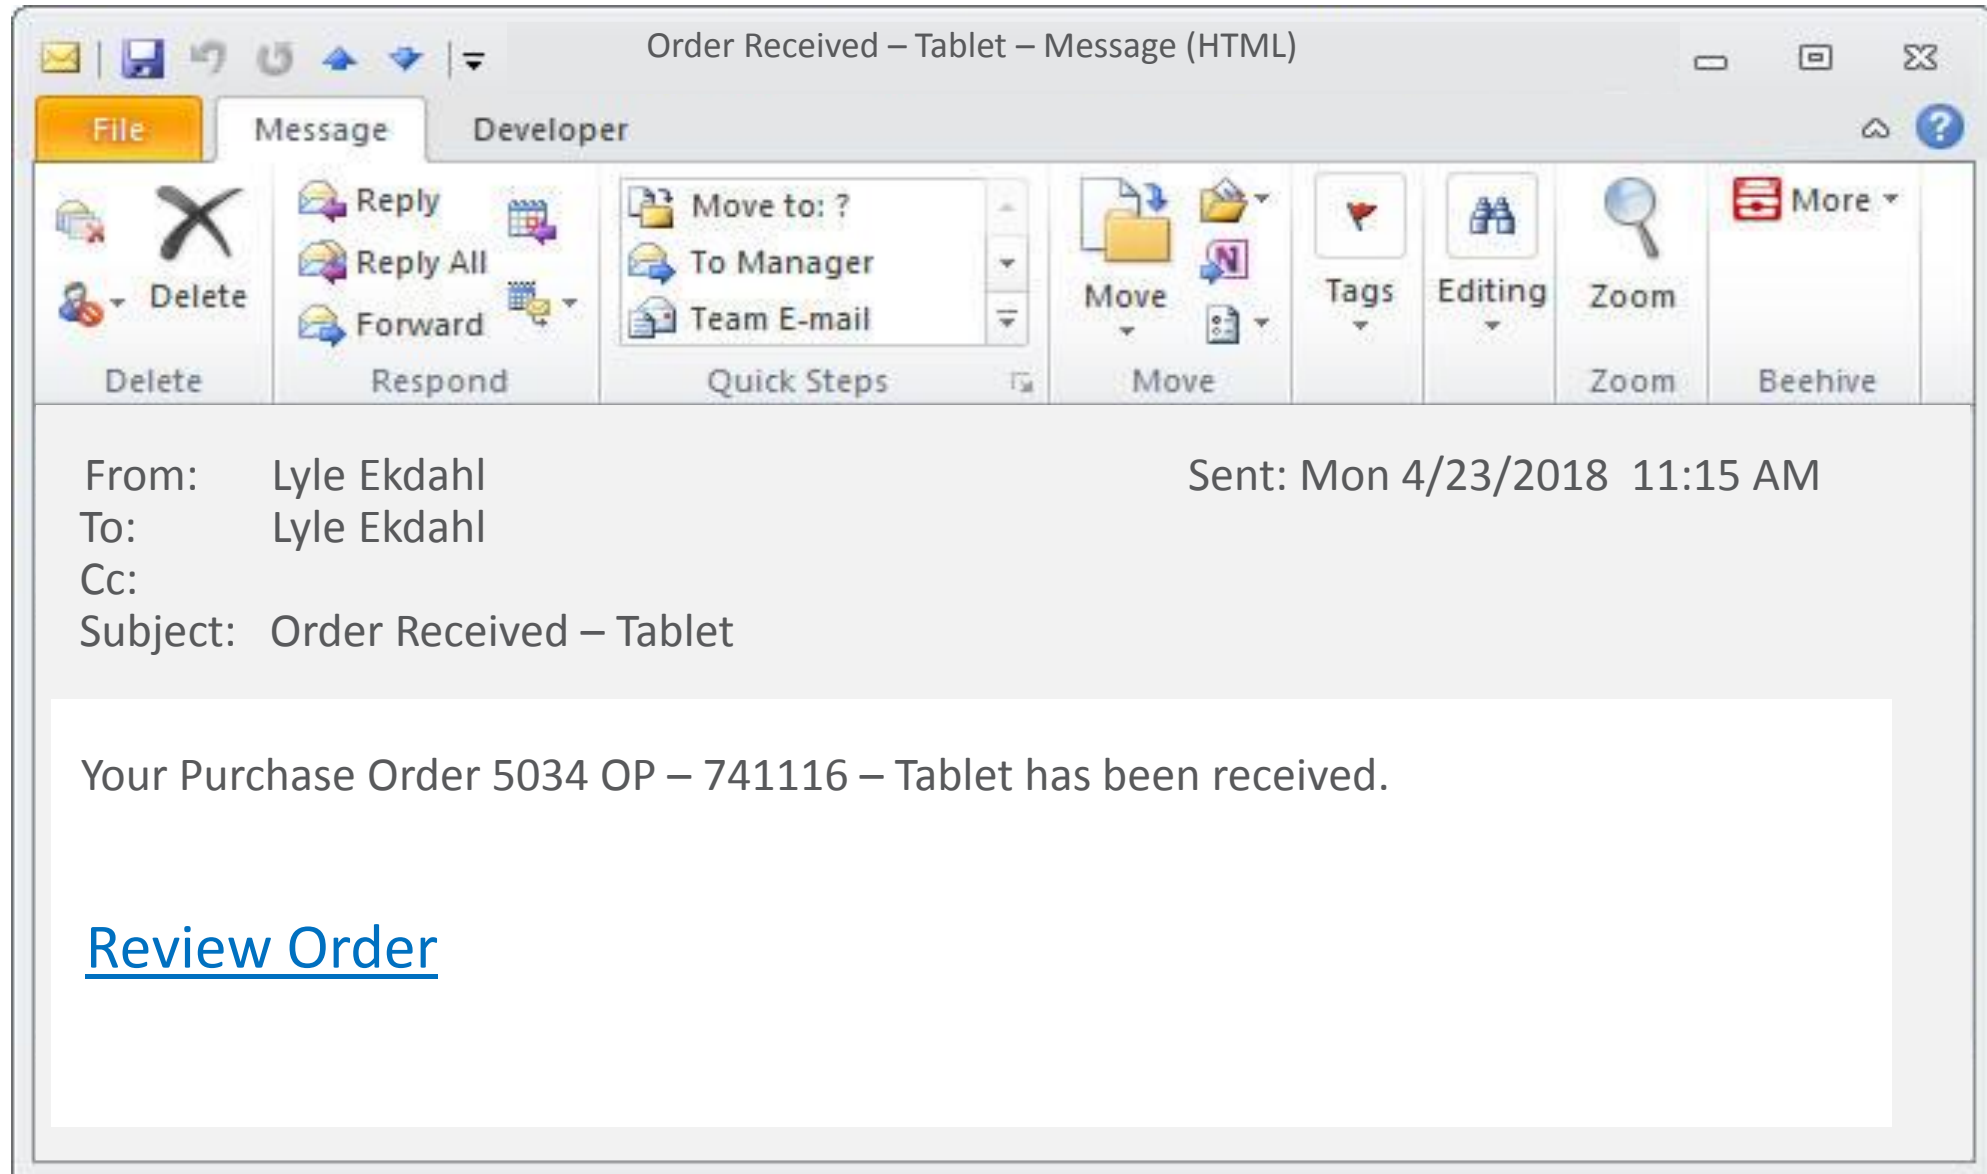 Order Received – Tablet – Message (HTML)
File Message Developer
Reply
Reply All
Forward
Delete
Move to: ?
To Manager
Team E-mail
Move
Tags
Editing
Zoom
More
Delete Respond Quick Steps Move Zoom Beehive
From: Lyle Ekdahl Sent: Mon 4/23/2018 11:15 AM
To: Lyle Ekdahl
Cc:
Subject: Order Received – Tablet
Your Purchase Order 5034 OP – 741116 – Tablet has been received.
Review Order